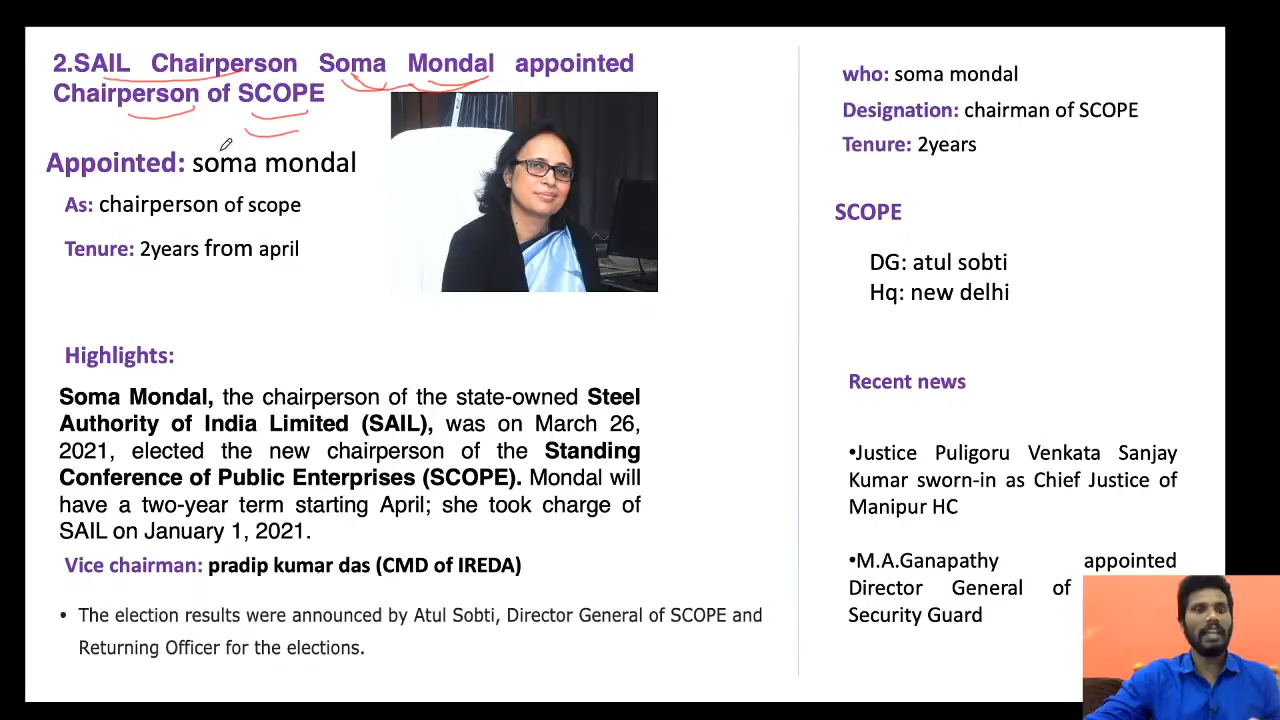 2.SAIL Chairperson Soma Mondal appointed
Chairperson of SCOPE
Appointed: soma mondal
As: chairperson of scope
Tenure: 2years from april
Highlights:
Soma Mondal, the chairperson of the state-owned Steel
Authority of India Limited (SAIL), was on March 26,
2021, elected the new chairperson of the Standing
Conference of Public Enterprises (SCOPE). Mondal will
have a two-year term starting April; she took charge of
SAIL on January 1, 2021.
Vice chairman: pradip kumar das (CMD of IREDA)
• The election results were announced by Atul Sobti, Director General of SCOPE and
Returning Officer for the elections.
who: soma mondal
Designation: chairman of SCOPE
Tenure: 2years
SCOPE
DG: atul sobti
Hq: new delhi
Recent news
•Justice Puligoru Venkata Sanjay
Kumar sworn-in as Chief Justice of
Manipur HC
•M.A.Ganapathy appointed
Director General of
Security Guard